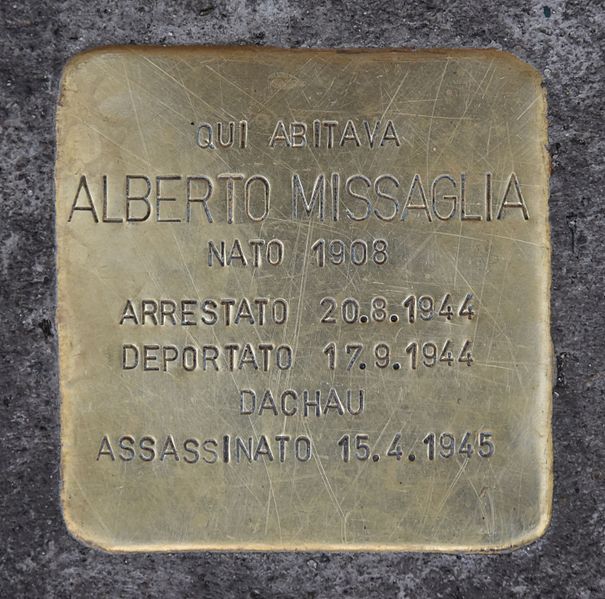 QUI ABITAVA
ALBERTO MISSAGLIA
NATO 1908
ARRESTATO 20.8.1944
DEPORTATO 17.9.1944
DACHAU
ASSASSINATO 15.4.1945